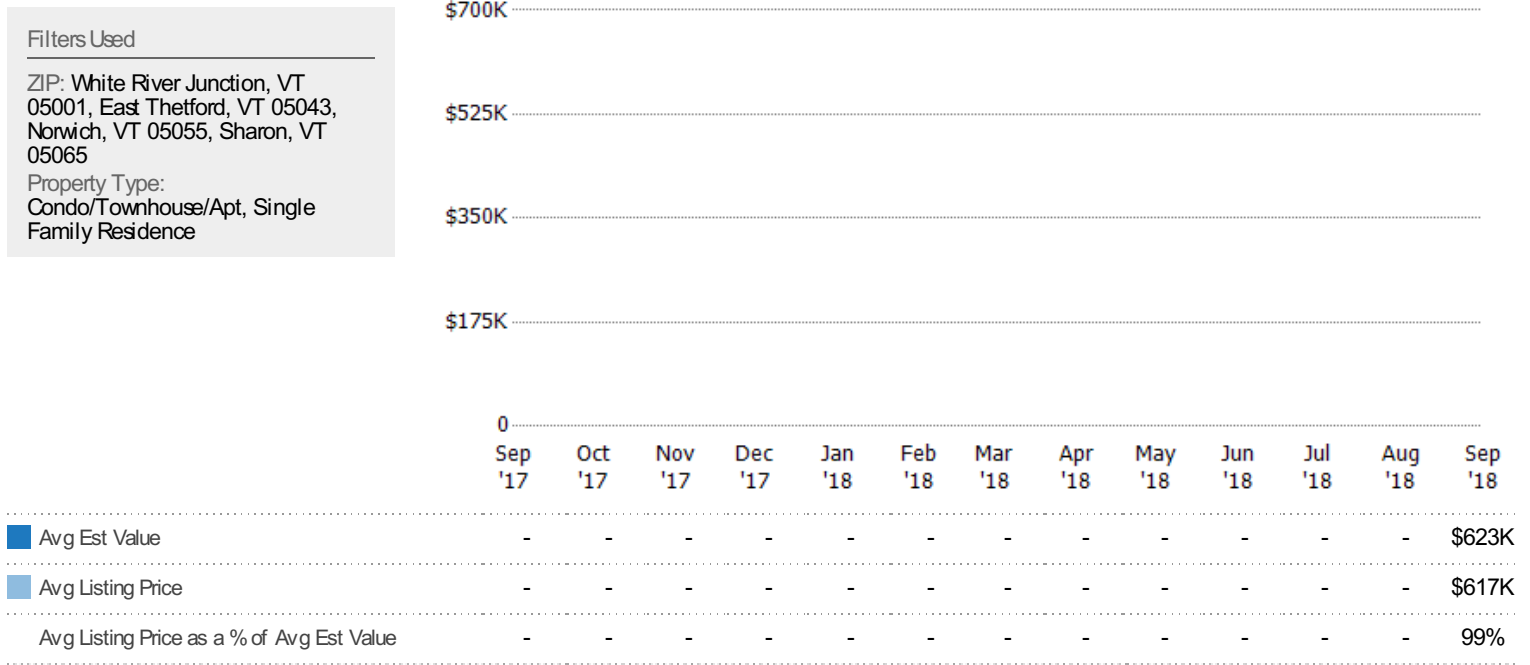 Filters Used
ZIP: White River Junction, VT
05001, East Thetford, VT 05043,
Norwich, VT 05055, Sharon, VT
05065
Property Type:
Condo/Townhouse/Apt, Single
Family Residence
$700K
$525K
$350K
$175K
0
Sep Oct Nov Dec Jan Feb Mar Apr May Jun Jul Aug Sep
'17 '17 '17 '17 '18 '18 '18 '18 '18 '18 '18 '18 '18
Avg Est Value - - - - - - - - - - - - $623K
Avg Listing Price - - - - - - - - - - - - $617K
Avg Listing Price as a % of Avg Est Value - - - - - - - - - - - - 99%